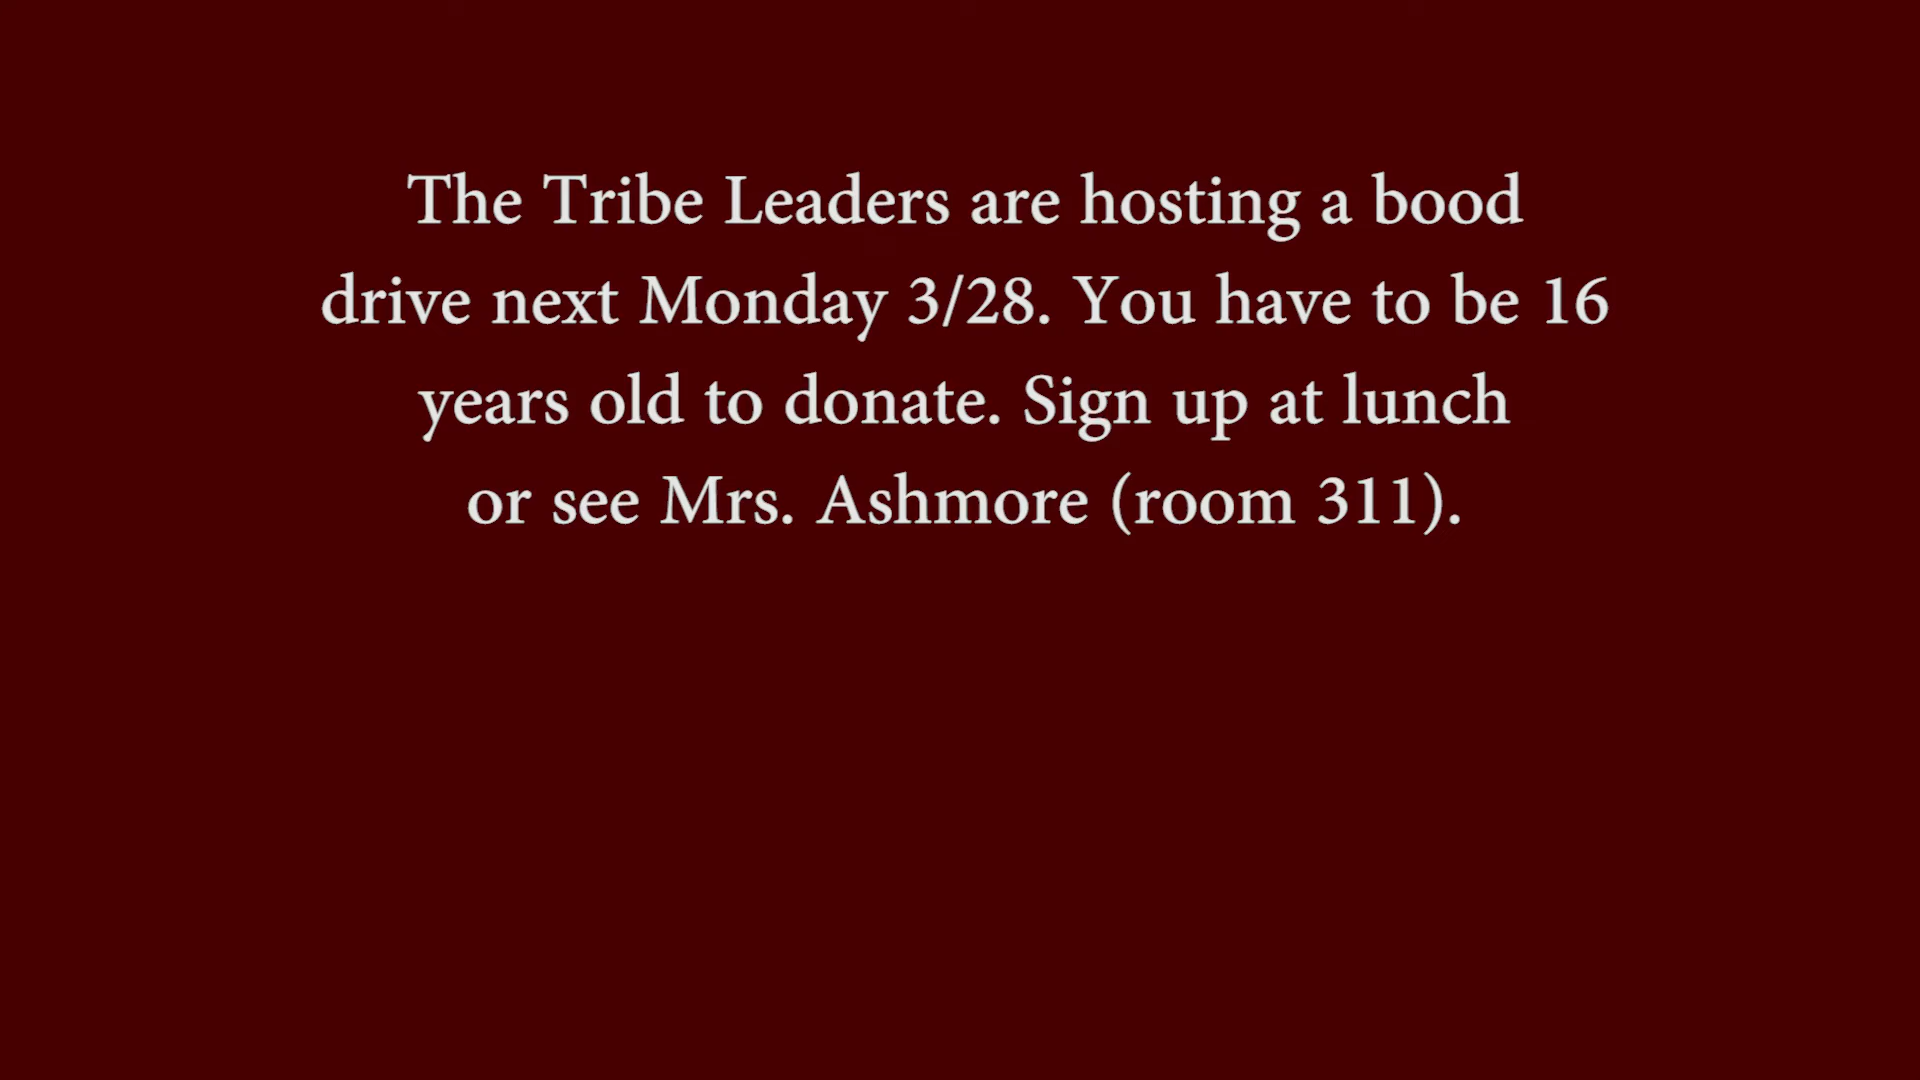 The Tribe Leaders are hosting a bood
drive next Monday 3/28. You have to be 16
years old to donate. Sign up at lunch
or see Mrs. Ashmore (room 311).